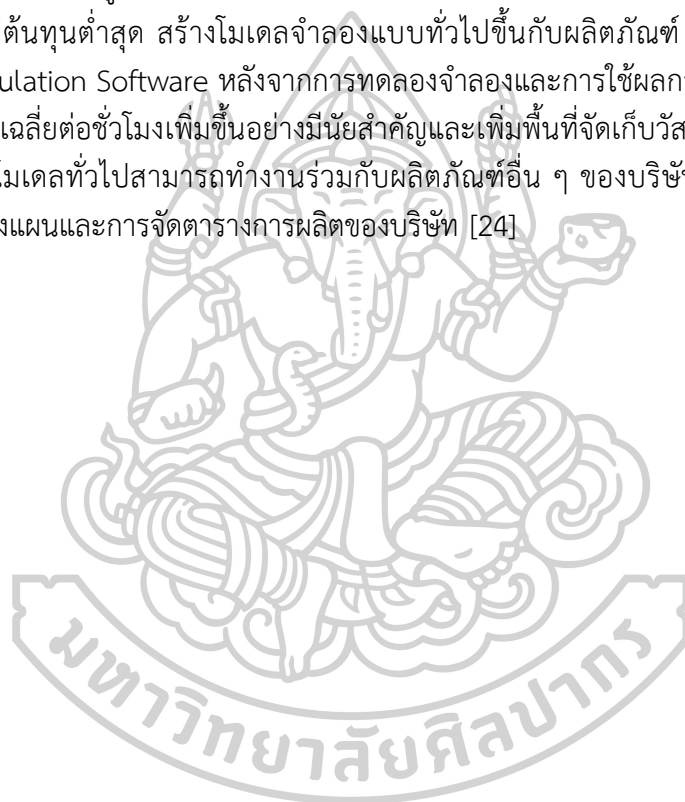 ต้นทุนต่ำสุด สร้างโมเดลจำลองแบบทั่วไปขึ้นกับผลิตภัณฑ์
ulation Software หลังจากการทดลองจำลองและการใช้ผลก
เฉลี่ยต่อชั่วโมงเพิ่มขึ้นอย่างมีนัยสำคัญและเพิ่มพื้นที่จัดเก็บวัส
มเดลทั่วไปสามารถทำงานร่วมกับผลิตภัณฑ์อื่น ๆ ของบริษั
งแผนและการจัดตารางการผลิตของบริษัท [24]
มหาวิทยาลัยศิลปากร